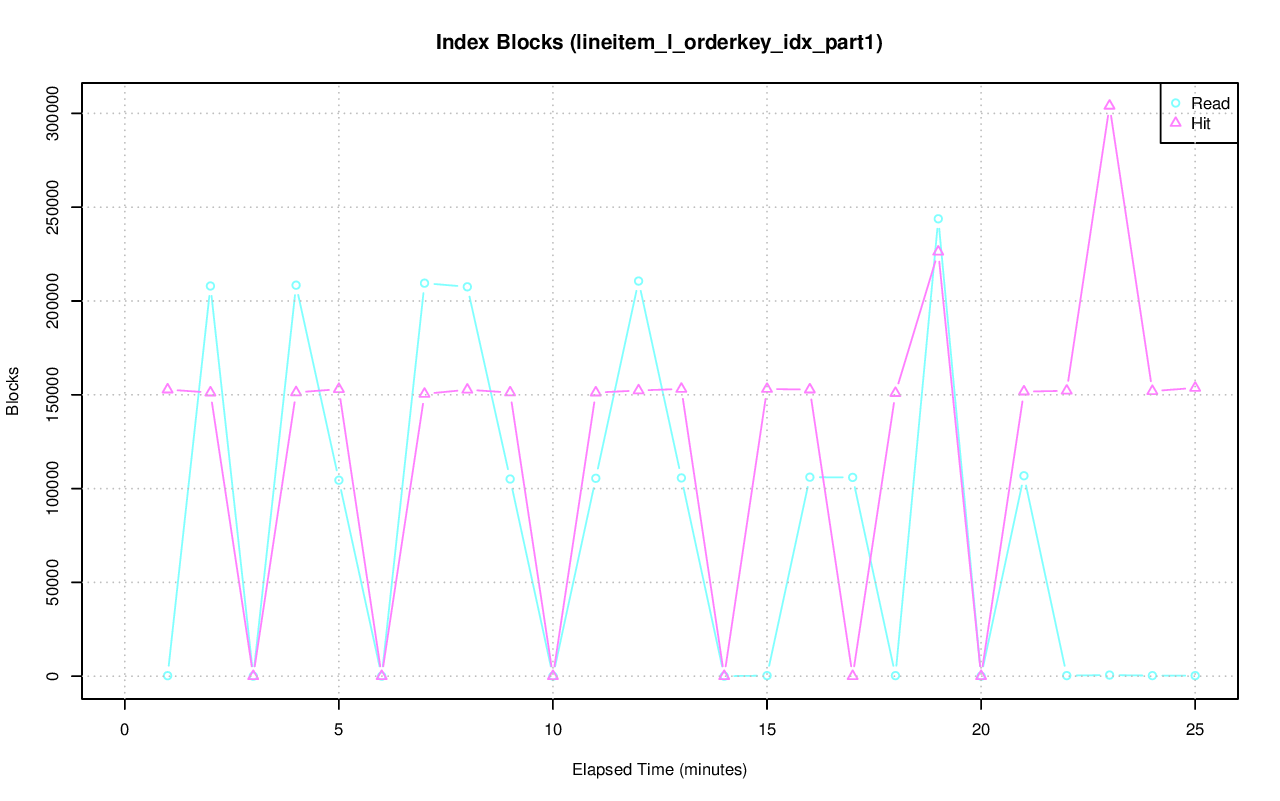 Index Blocks (lineitem_l_orderkey_idx_part1)
Read
Hit
300000
250000
200000
150000
100000
50000
0
Blocks
0 5 10 15 20 25
Elapsed Time (minutes)